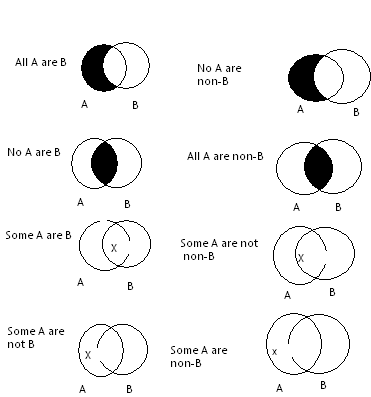 All A are B
A B
No A are
non-B
A B
No A are B
A B
All A are non-B
A B
Some A are B
X
A B
Some A are not
non-B
X
A B
Some A are
not B
X
A B
Some A are
non-B
x
A B